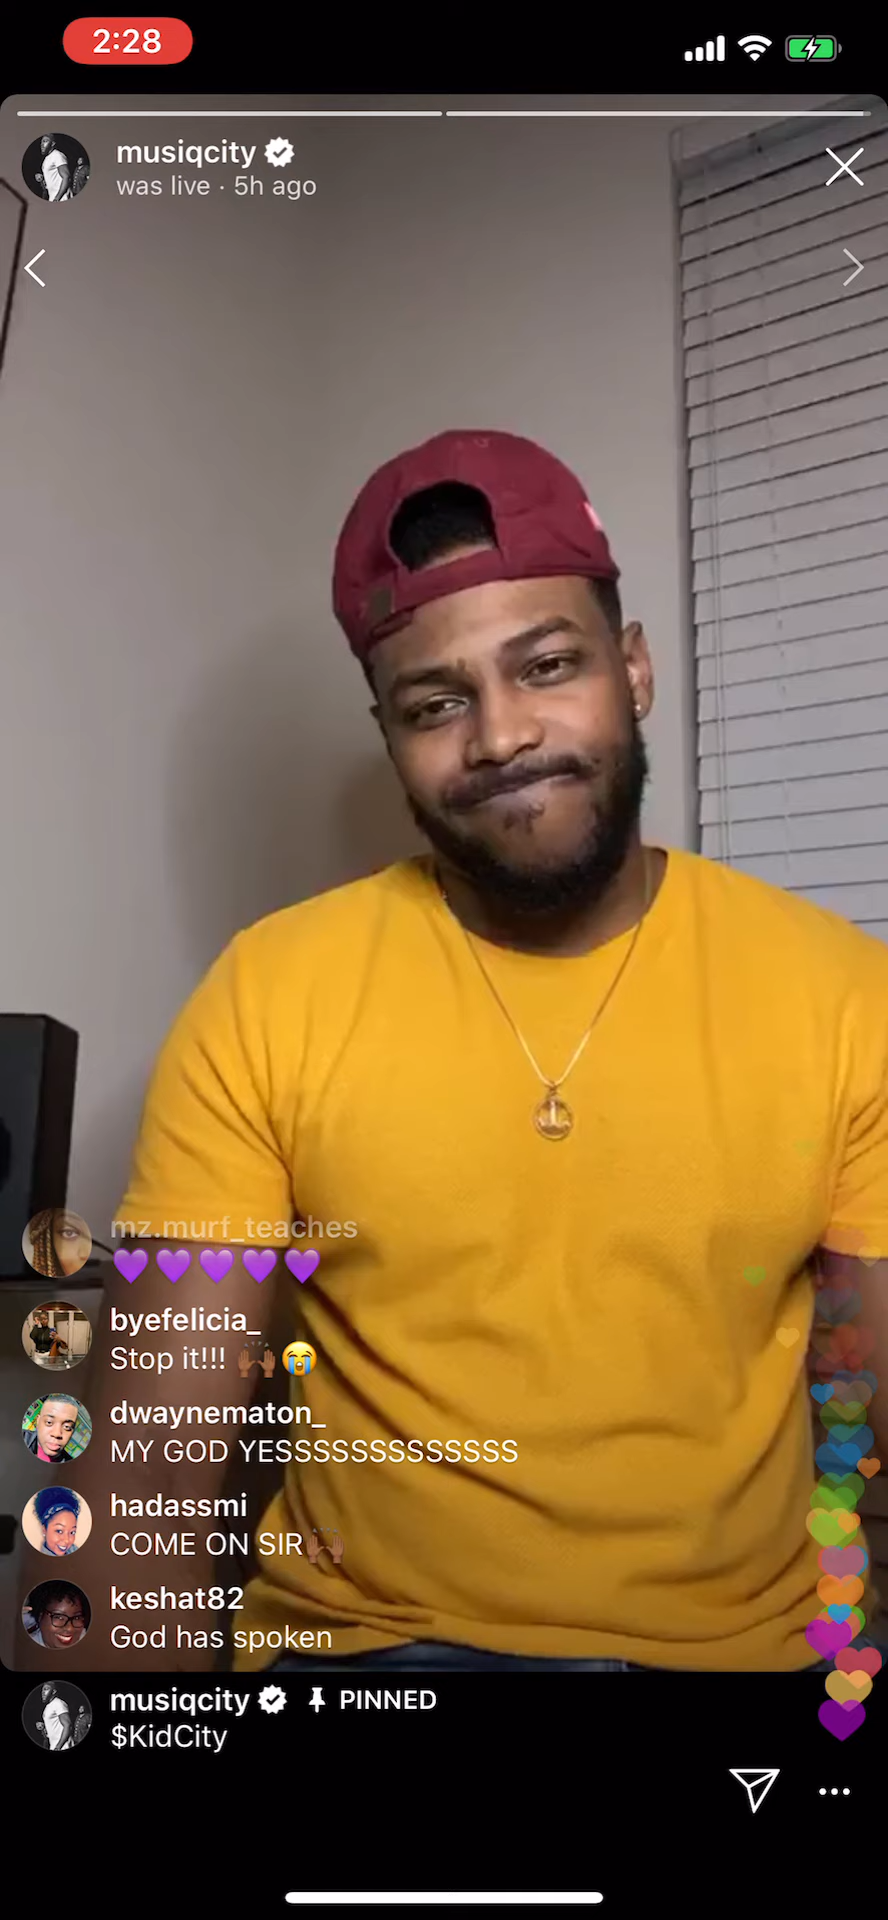 2:28
musiqcity
was live · 5h ago
mz.murf_teaches
💜💜💜💜💜
byefelicia_
Stop it!!! 🙌🏾😭
dwaynematon_
MY GOD YESSSSSSSSSSSSS
hadassmi
COME ON SIR🙌🏾
keshat82
God has spoken
musiqcity PINNED
$KidCity